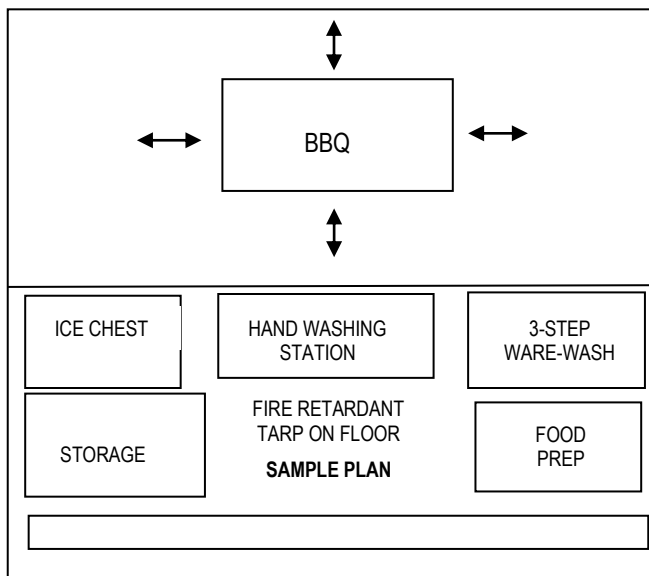 BBQ
ICE CHEST
HAND WASHING
STATION
3-STEP
WARE-WASH
STORAGE
FIRE RETARDANT
TARP ON FLOOR
SAMPLE PLAN
FOOD
PREP